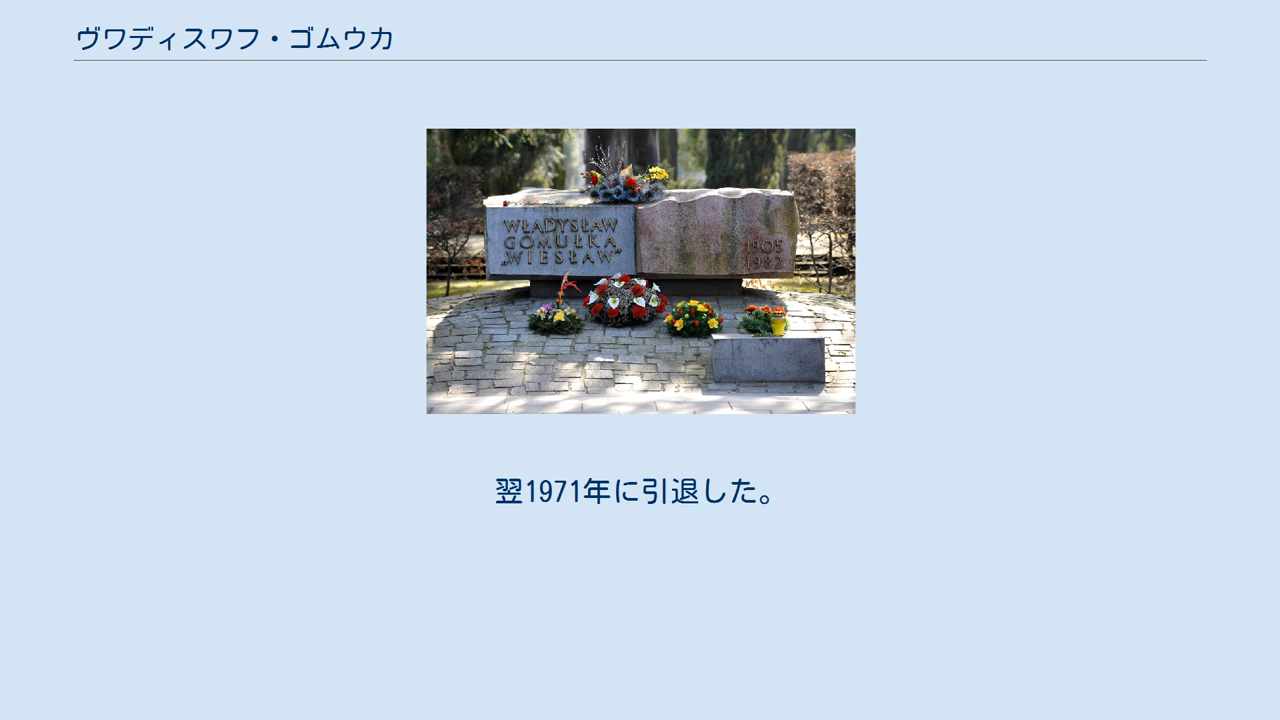 ヴワディスワフ・ゴムウカ
WŁADYSŁAW
GOMUŁKA
„WIESŁAW”
1905
1982
翌1971年に引退した。